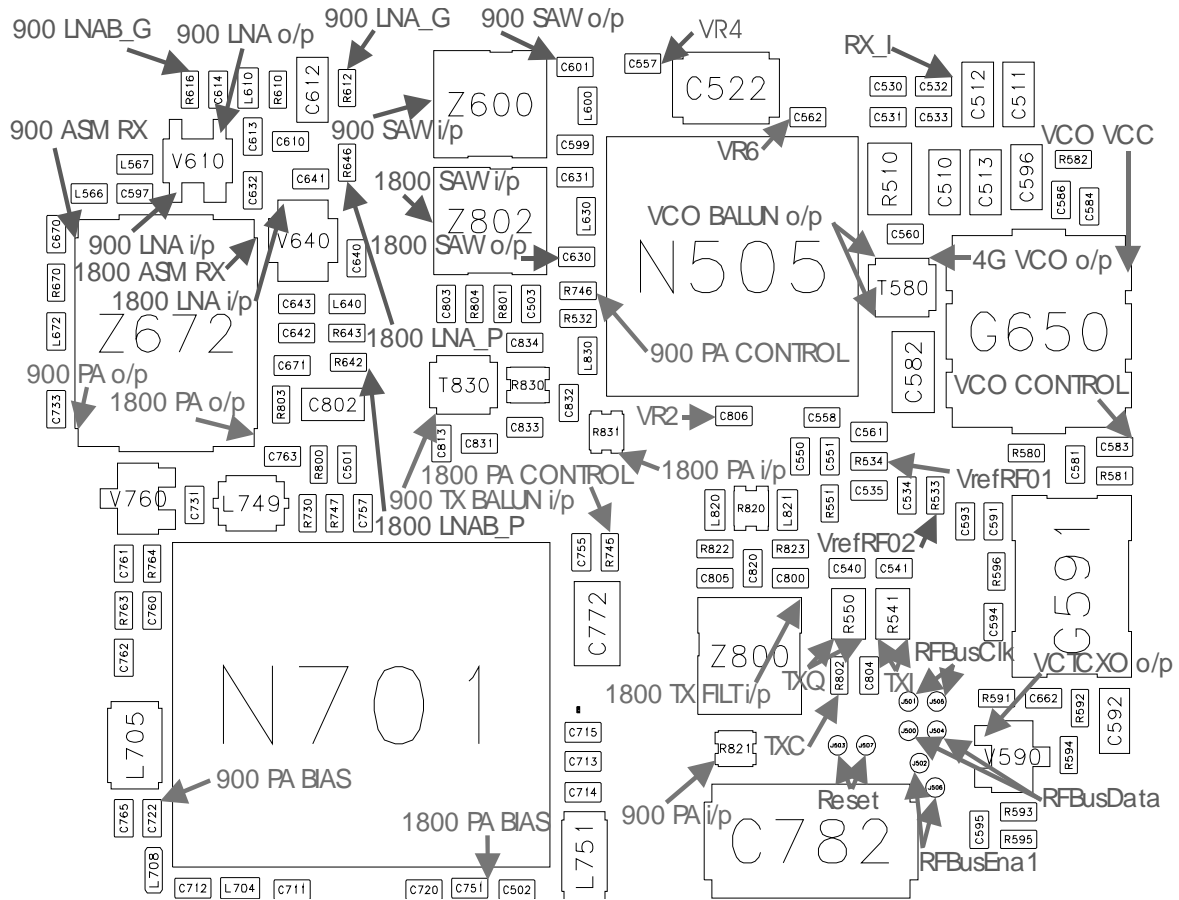 900 LNAB_G
900 LNA o/p
900 LNA_G
900 SAW o/p
VR4
RX_I
R616
C614
L610
R610
C612
R612
C601
C557
C522
C530
C532
C512
C511
Z600
L600
C562
C531
C533
900 ASM RX
C613
C610
900 SAW i/p
VR6
VCO VCC
V610
L567
R646
C599
R582
R510
C510
C513
C596
L566
C597
C632
C641
1800 SAW i/p
C631
C586
C584
Z802
L630
VCO BALUN o/p
C670
900 LNA i/p
V640
C640
1800 SAW o/p
C630
N505
C560
4G VCO o/p
1800 ASM RX
R670
1800 LNA i/p
C643
L640
C803
R804
R801
C503
R746
T580
G650
L672
Z672
C642
R643
1800 LNA_P
R532
C834
900 PA CONTROL
C671
R642
L830
C582
900 PA o/p
1800 PA o/p
T830
R830
VCO CONTROL
C733
R803
C802
C832
VR2
C806
C558
C813
C831
C833
R831
C561
C550
C551
R580
C581
C583
C763
R800
C501
1800 PA CONTROL
1800 PA i/p
R534
VrefRF01
R581
V760
C731
L749
R730
R747
C757
900 TX BALUN i/p
L820
R820
L821
R551
C535
C534
R533
C593
C591
1800 LNAB_P
VrefRF02
C761
R764
C755
R745
R822
R823
C805
C820
C800
C540
C541
R596
G591
R763
C760
C772
R550
R541
C594
C762
N701
Z800
RFBusClk
VCTCXO o/p
1800 TX FILT i/p
TXQ
R802
C804
TXI
J501
J505
R591
C662
R592
C592
L705
C715
R821
TXC
J503
J507
J500
J504
V590
R594
C713
J502
900 PA BIAS
C714
900 PA i/p
Reset
J506
RFBusData
C765
C722
1800 PA BIAS
L751
C782
C595
R593
R595
RFBusEna1
L708
C712
L704
C711
C720
C751
C502